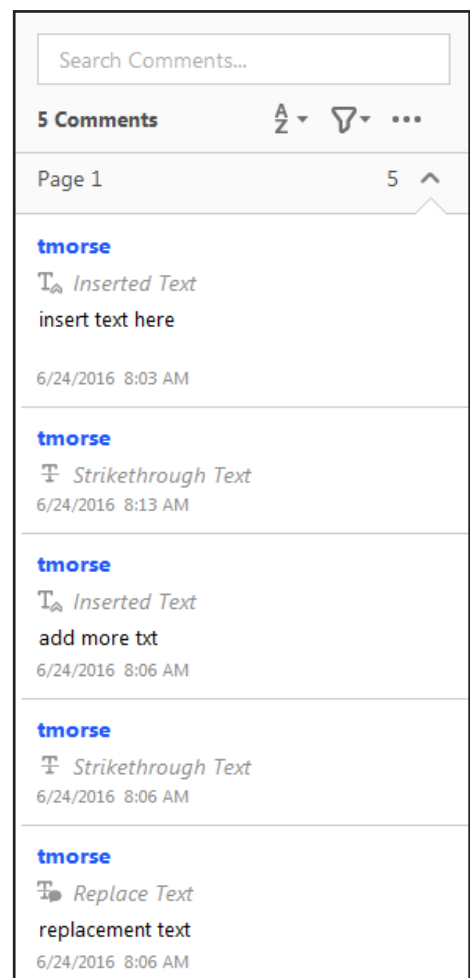 Search Comments...
5 Comments
Page 1 5
tmorse
Inserted Text
insert text here
6/24/2016 8:03 AM
tmorse
Strikethrough Text
6/24/2016 8:13 AM
tmorse
Inserted Text
add more txt
6/24/2016 8:06 AM
tmorse
Strikethrough Text
6/24/2016 8:06 AM
tmorse
Replace Text
replacement text
6/24/2016 8:06 AM